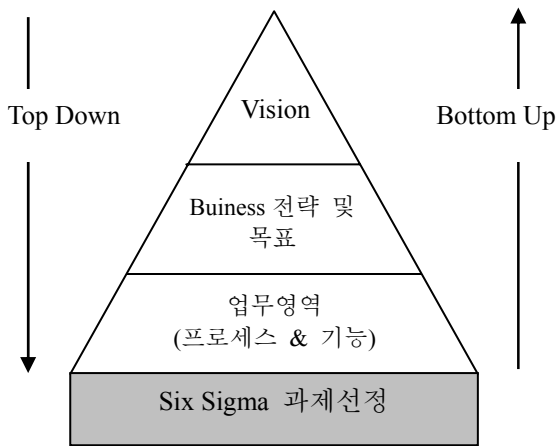 Vision
Top Down
Bottom Up
Buiness 전략 및
목표
업무영역
(프로세스 & 기능)
Six Sigma 과제선정